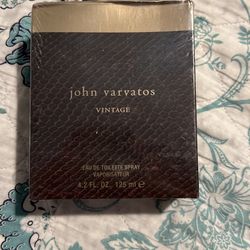 john varvatos
VINTAGE
EAU DE TOILETTE SPRAY
VAPORISATEUR
4.2 FL. OZ. 125 ml ℮